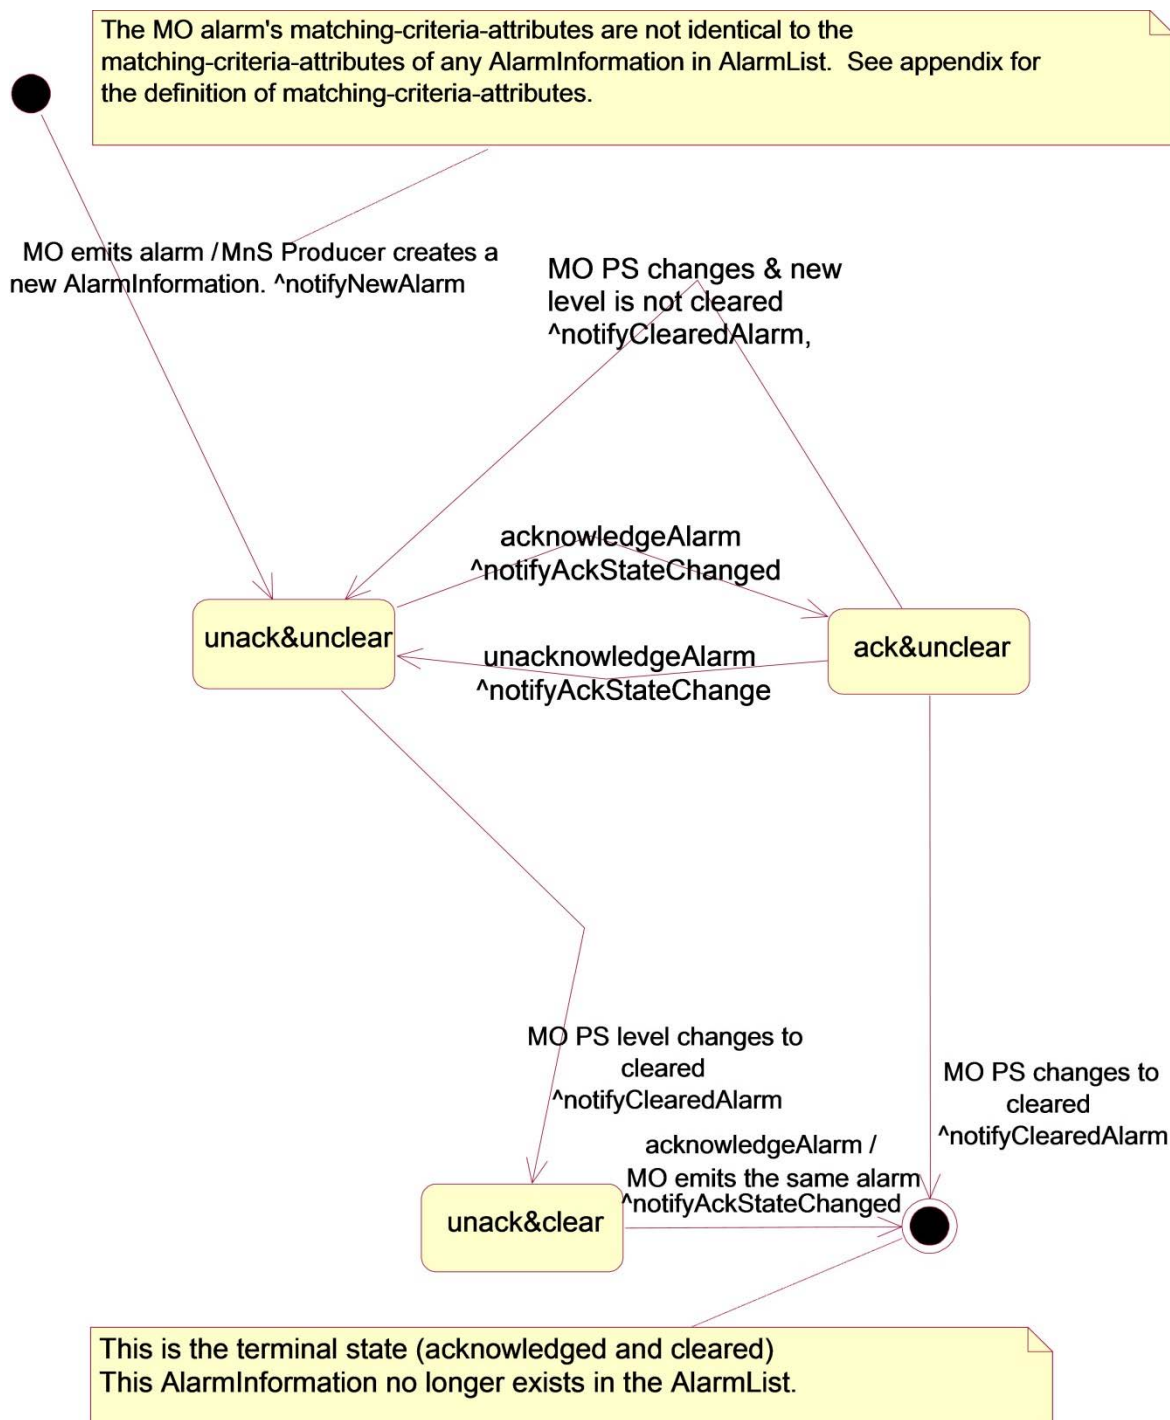 The MO alarm's matching-criteria-attributes are not identical to the
matching-criteria-attributes of any AlarmInformation in AlarmList.  See appendix for
the definition of matching-criteria-attributes.
MO emits alarm / MnS Producer creates a
new AlarmInformation. ^notifyNewAlarm
MO PS changes & new
level is not cleared
^notifyClearedAlarm,
acknowledgeAlarm
^notifyAckStateChanged
unack&unclear
ack&unclear
unacknowledgeAlarm
^notifyAckStateChange
MO PS level changes to
cleared
^notifyClearedAlarm
MO PS changes to
cleared
^notifyClearedAlarm
acknowledgeAlarm /
MO emits the same alarm
^notifyAckStateChanged
unack&clear
This is the terminal state (acknowledged and cleared)
This AlarmInformation no longer exists in the AlarmList.